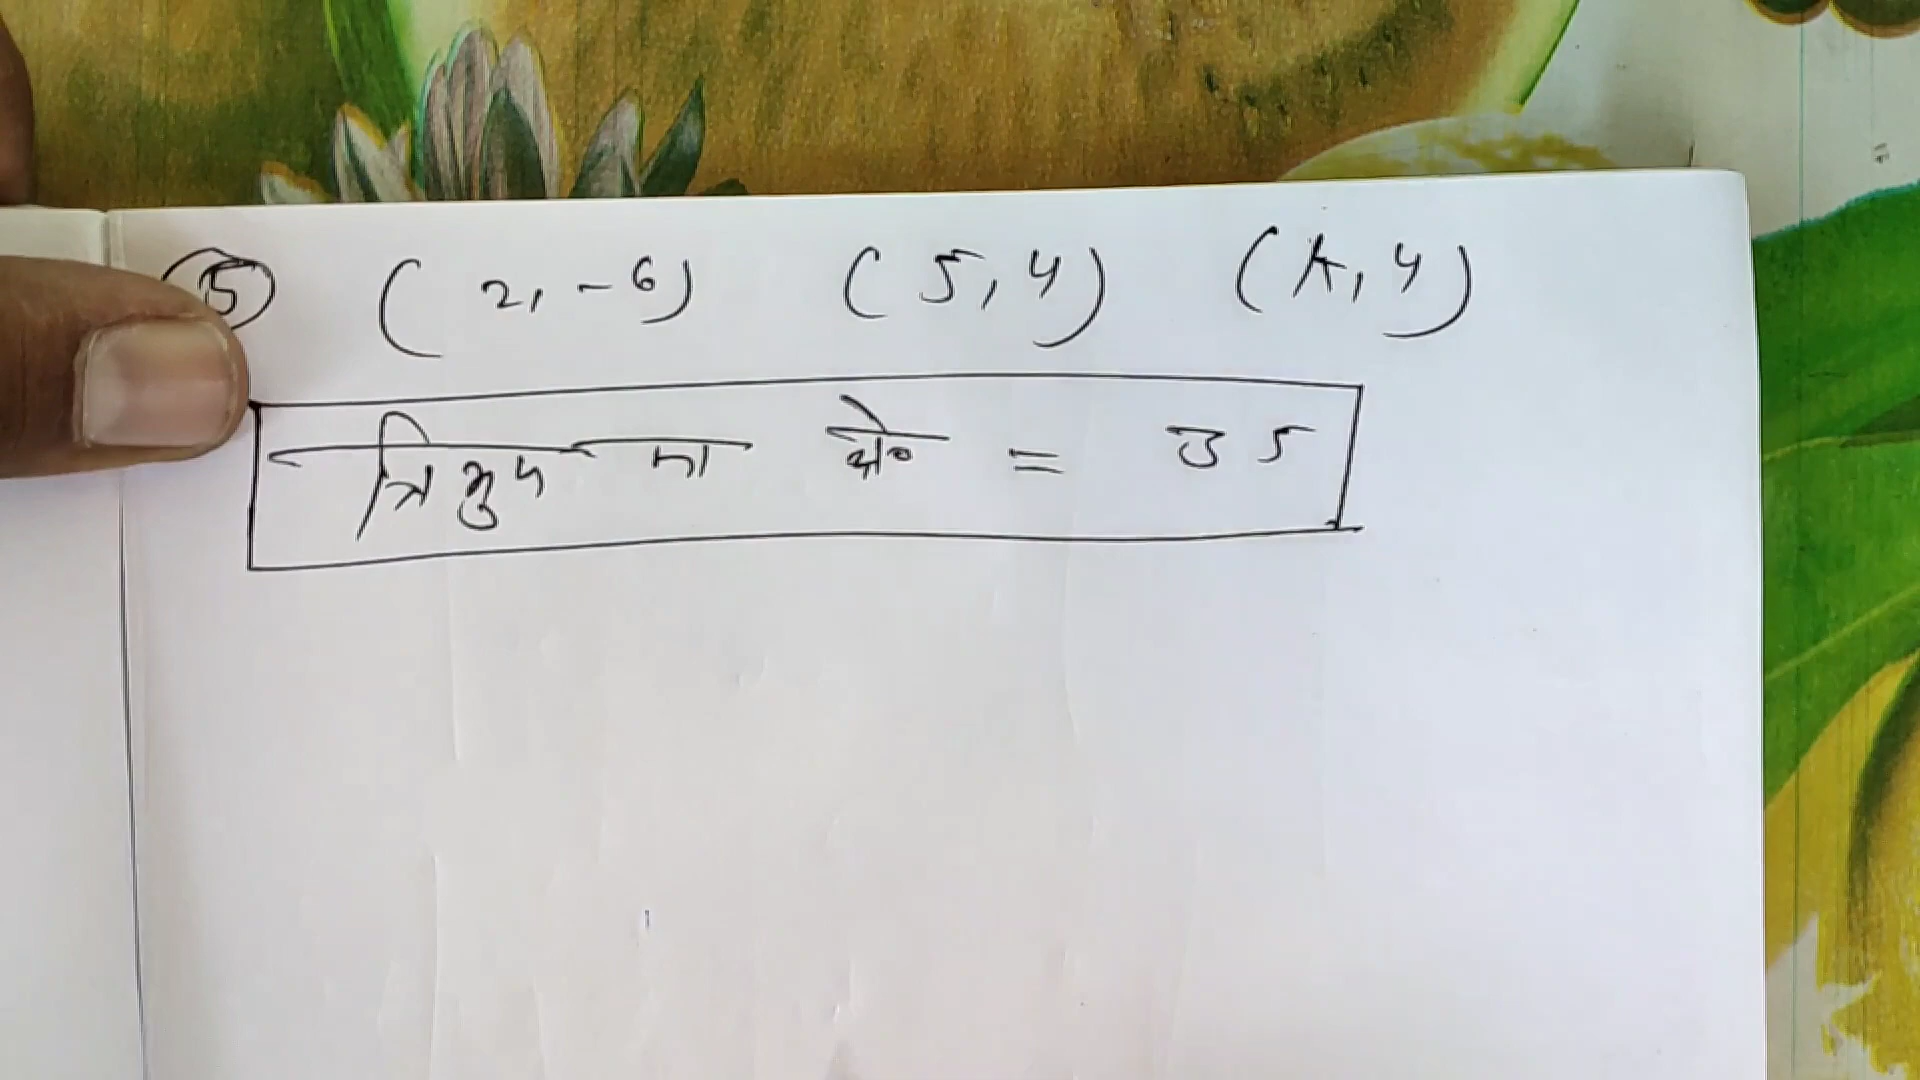 5 (2, -6) (5, 4) (k, 4)
त्रिभुज का क्षे० = 35